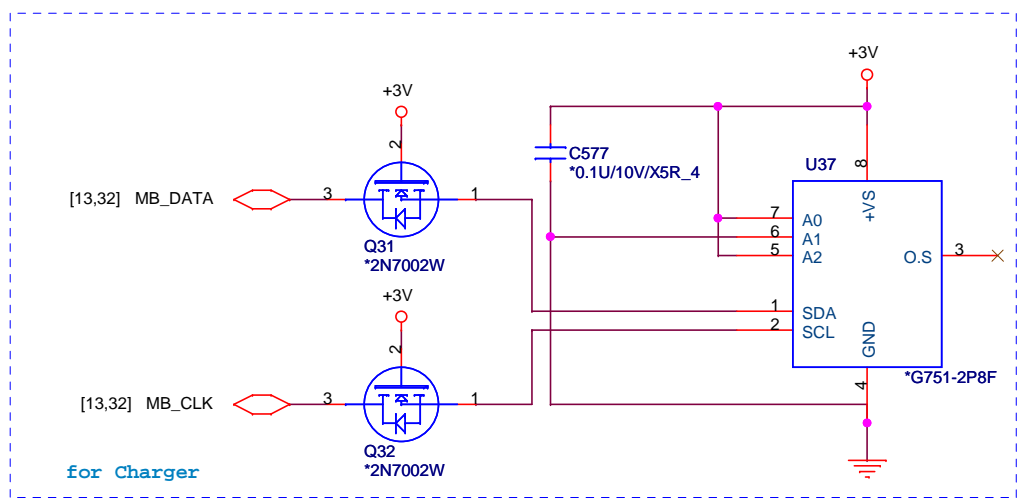 +3V
+3V
2
C577
*0.1U/10V/X5R_4
U37
8
+VS
[13,32] MB_DATA
3
1
Q31
*2N7002W
7
A0
6
A1
5
A2
O.S
3
+3V
1
SDA
2
SCL
GND
2
*G751-2P8F
4
[13,32] MB_CLK
3
1
Q32
*2N7002W
for Charger